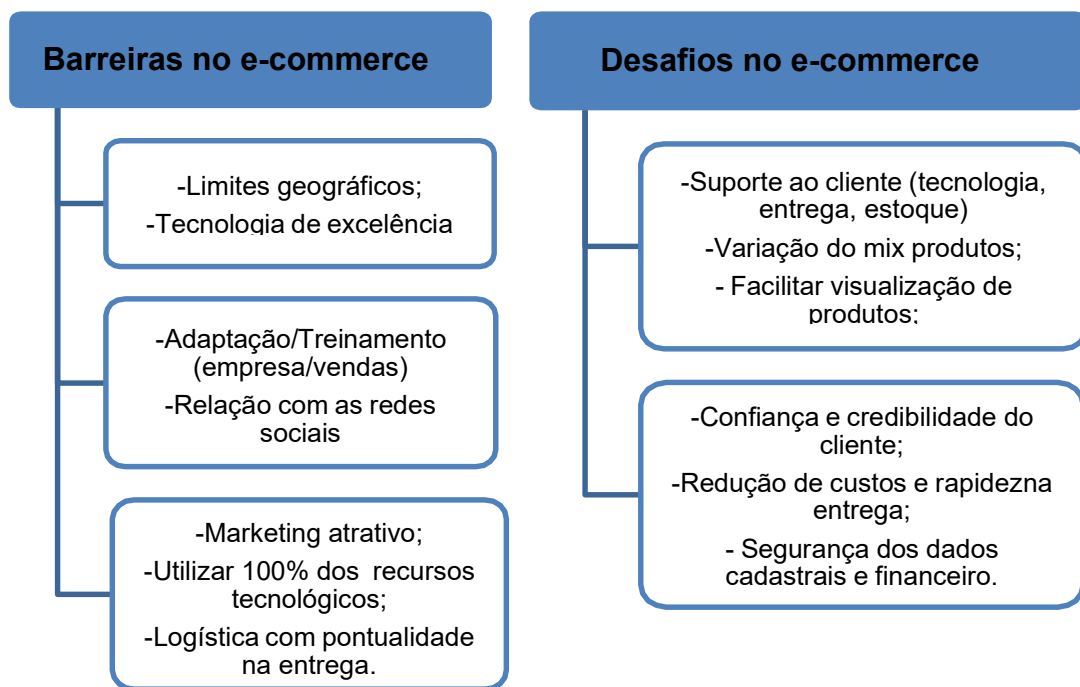 Barreiras no e-commerce
-Limites geográficos;
-Tecnologia de excelência
-Adaptação/Treinamento
(empresa/vendas)
-Relação com as redes
sociais
-Marketing atrativo;
-Utilizar 100% dos recursos
tecnológicos;
-Logística com pontualidade
na entrega.
Desafios no e-commerce
-Suporte ao cliente (tecnologia,
entrega, estoque)
-Variação do mix produtos;
- Facilitar visualização de
produtos;
-Confiança e credibilidade do
cliente;
-Redução de custos e rapidezna
entrega;
- Segurança dos dados
cadastrais e financeiro.